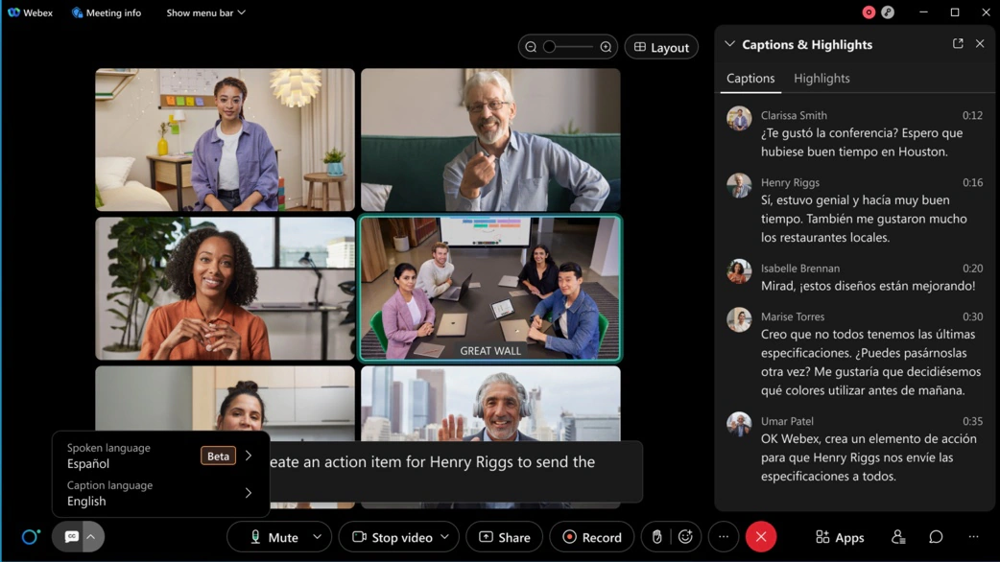 Webex
Meeting info
Show menu bar
Layout
GREAT WALL
Spoken language
Español
Beta
Caption language
English
eate an action item for Henry Riggs to send the
Mute
Stop video
Share
Record
Apps
CC
Captions & Highlights
Captions
Highlights
Clarissa Smith 0:12
¿Te gustó la conferencia? Espero que
hubiese buen tiempo en Houston.
Henry Riggs 0:16
Sí, estuvo genial y hacía muy buen
tiempo. También me gustaron mucho
los restaurantes locales.
Isabelle Brennan 0:20
Mirad, ¡estos diseños están mejorando!
Marise Torres 0:30
Creo que no todos tenemos las últimas
especificaciones. ¿Puedes pasárnoslas
otra vez? Me gustaría que decidiésemos
qué colores utilizar antes de mañana.
Umar Patel 0:35
OK Webex, crea un elemento de acción
para que Henry Riggs nos envíe las
especificaciones a todos.